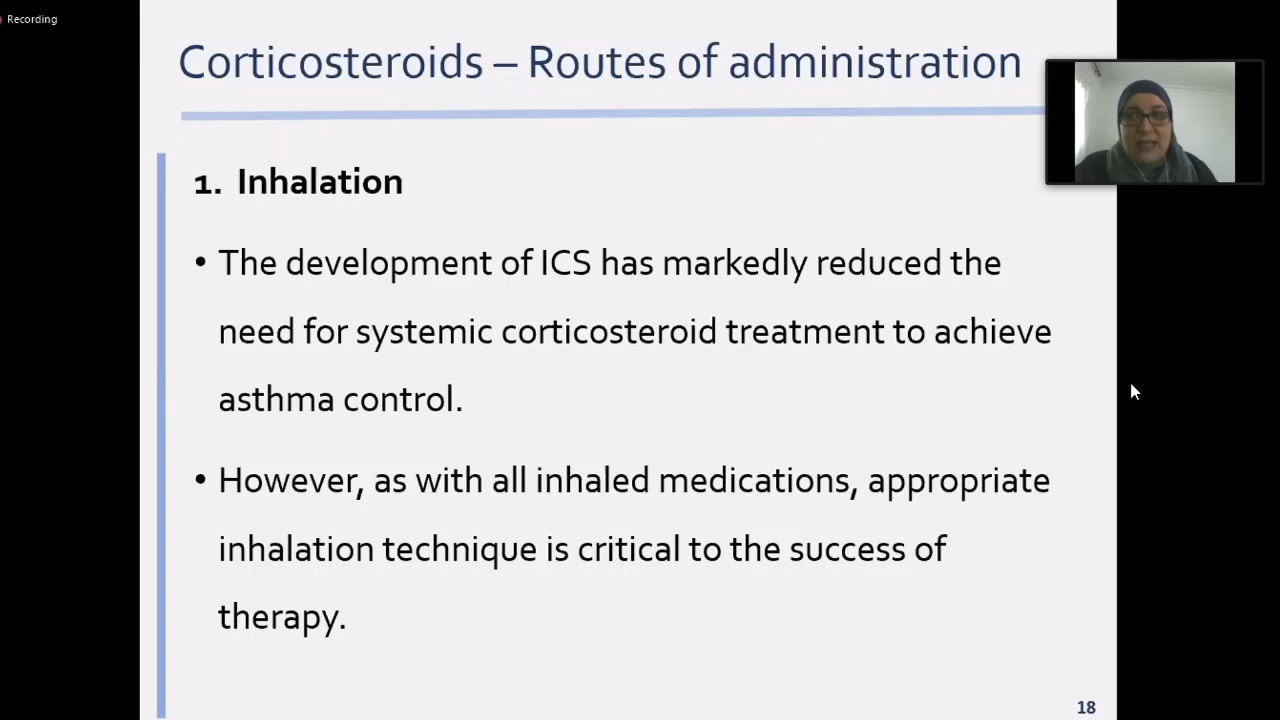 Recording
Corticosteroids – Routes of administration
1. Inhalation
• The development of ICS has markedly reduced the
need for systemic corticosteroid treatment to achieve
asthma control.
• However, as with all inhaled medications, appropriate
inhalation technique is critical to the success of
therapy.
18